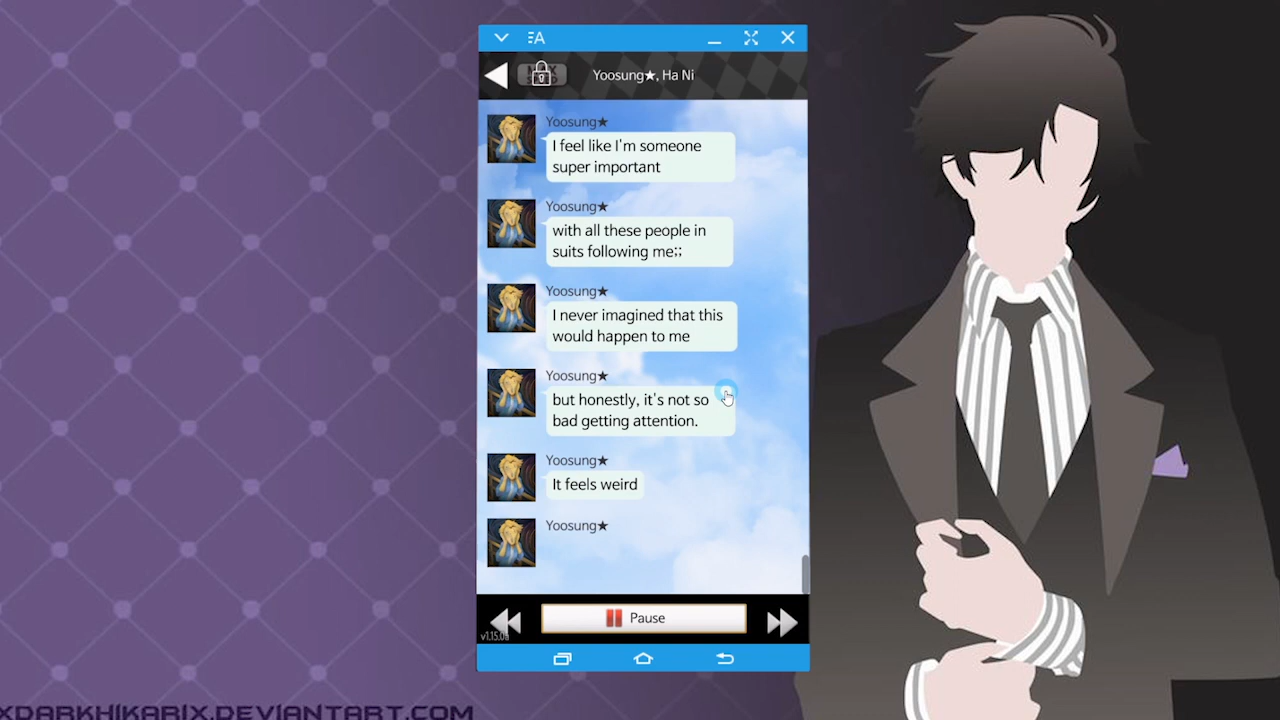 Yoosung★, Ha Ni
Yoosung★
I feel like I'm someone
super important
Yoosung★
with all these people in
suits following me;;
Yoosung★
I never imagined that this
would happen to me
Yoosung★
but honestly, it's not so
bad getting attention.
Yoosung★
It feels weird
Yoosung★
Pause
XDARKHIKARIX.DEVIANTART.COM